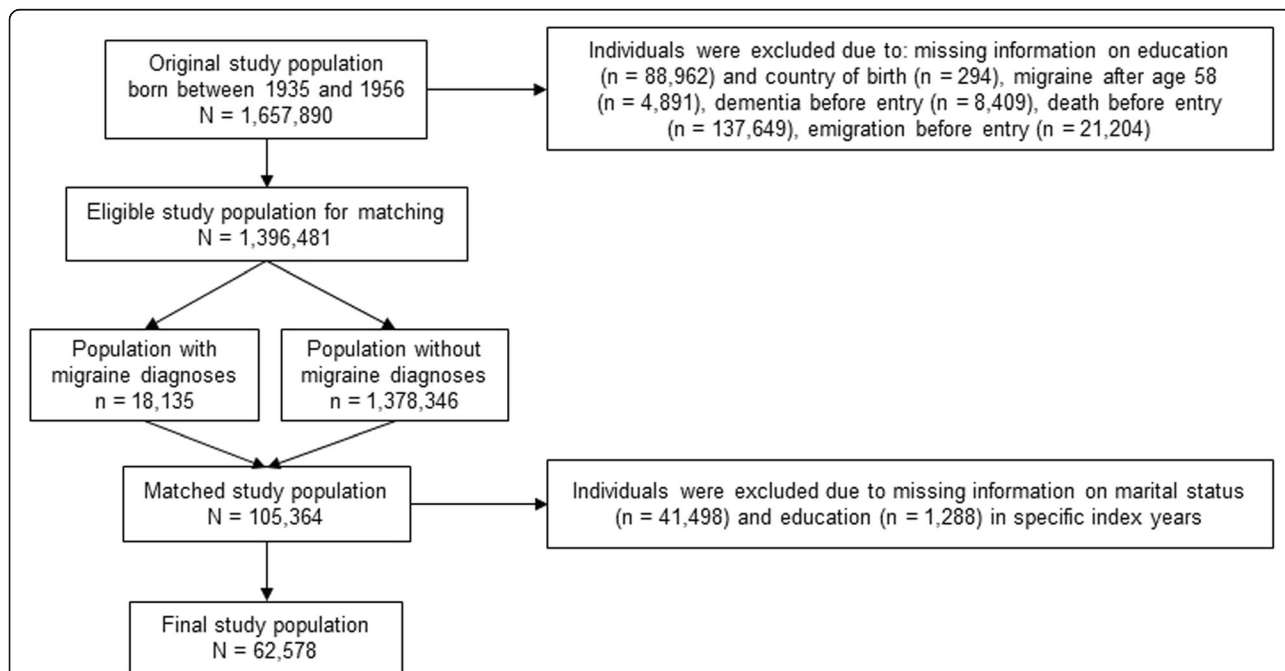 Original study population
born between 1935 and 1956
N = 1,657,890
Individuals were excluded due to: missing information on education
(n = 88,962) and country of birth (n = 294), migraine after age 58
(n = 4,891), dementia before entry (n = 8,409), death before entry
(n = 137,649), emigration before entry (n = 21,204)
Eligible study population for matching
N = 1,396,481
Population with
migraine diagnoses
n = 18,135
Population without
migraine diagnoses
n = 1,378,346
Matched study population
N = 105,364
Individuals were excluded due to missing information on marital status
(n = 41,498) and education (n = 1,288) in specific index years
Final study population
N = 62,578